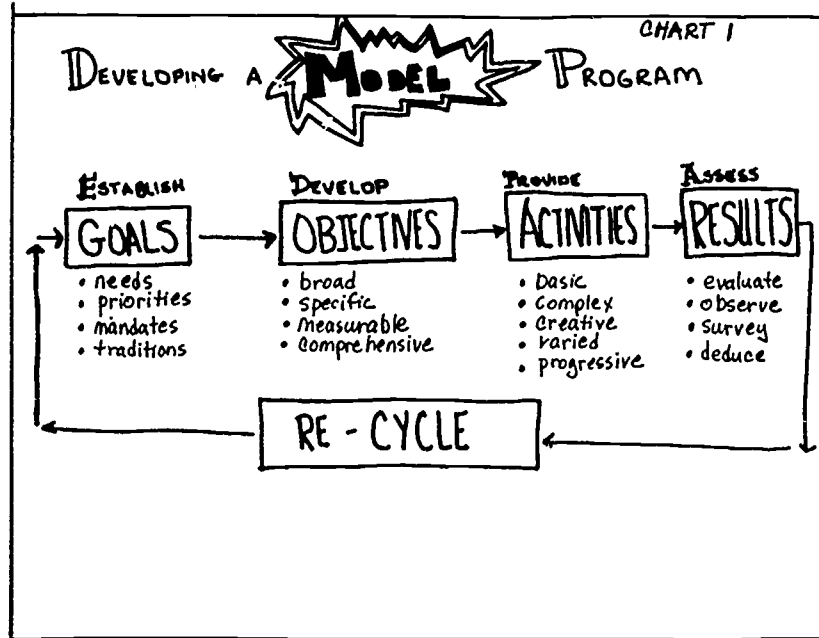 CHART 1
DEVELOPING A MODEL PROGRAM
ESTABLISH
GOALS
• needs
• priorities
• mandates
• traditions
DEVELOP
OBJECTIVES
• broad
• specific
• measurable
• comprehensive
PROVIDE
ACTIVITIES
• basic
• complex
• creative
• varied
• progressive
ASSESS
RESULTS
• evaluate
• observe
• survey
• deduce
RE-CYCLE